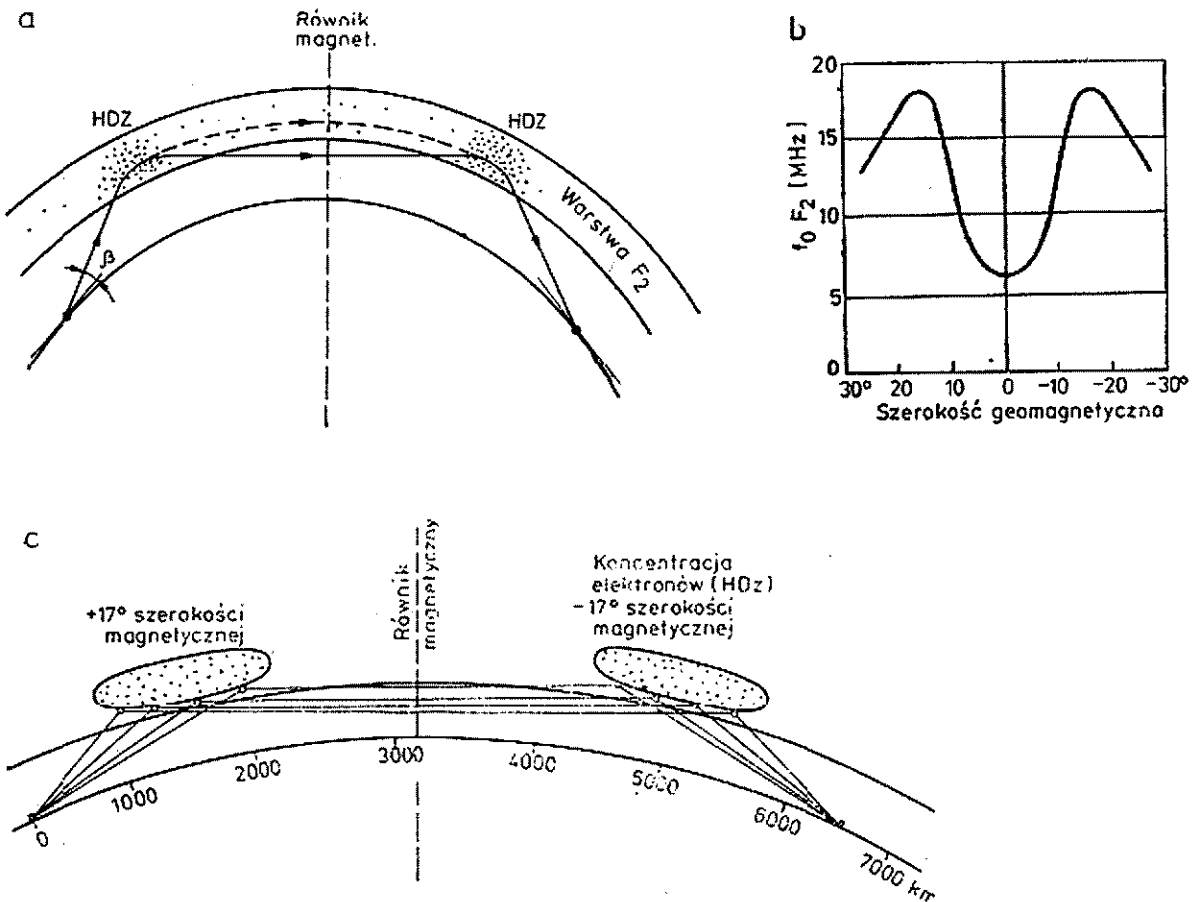 a
Równik
magnet.
HDZ
HDZ
β
Warstwa F2
b
20
15
10
5
0
f0 F2 [MHz]
30° 20 10 0 -10 -20 -30°
Szerokość geomagnetyczna
c
+17° szerokości
magnetycznej
Równik
magnetyczny
Koncentracja
elektronów (HDz)
-17° szerokości
magnetycznej
0
1000
2000
3000
4000
5000
6000
7000 km